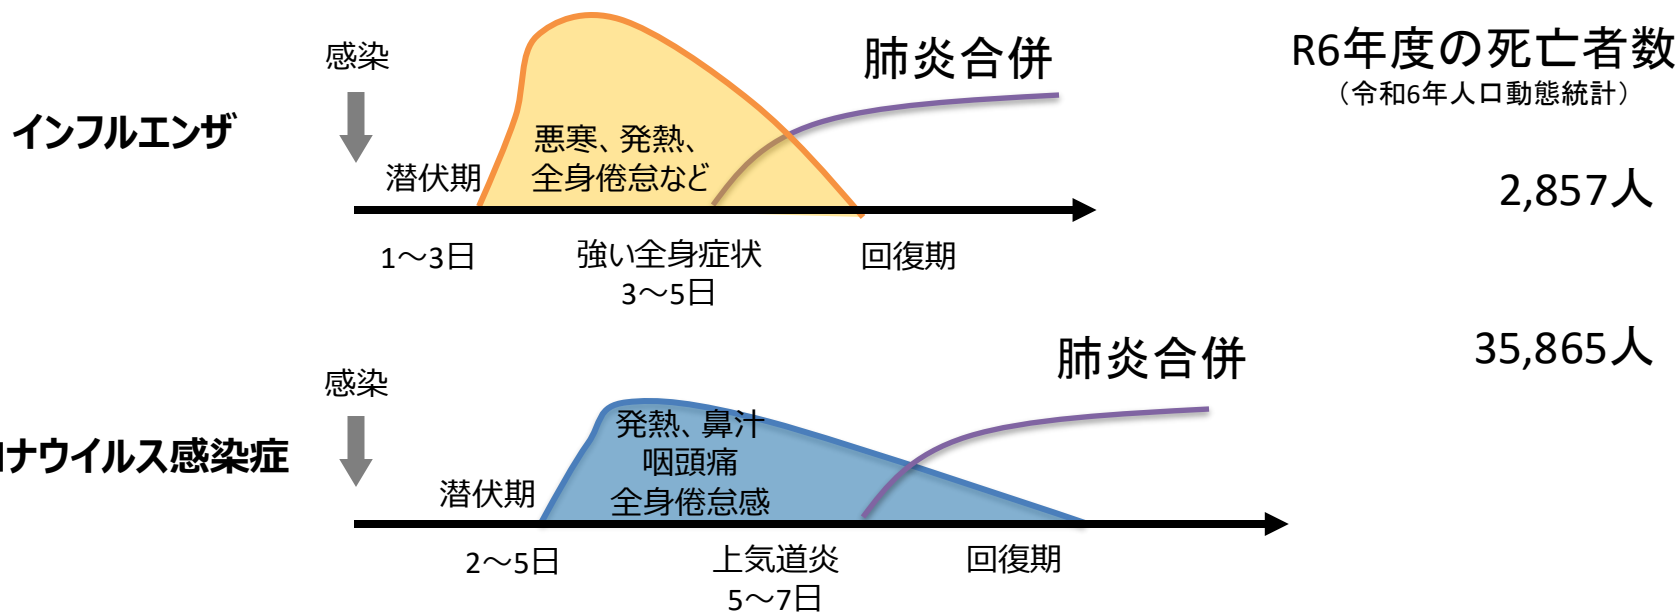 感染
肺炎合併
R6年度の死亡者数
（令和6年人口動態統計）
インフルエンザ
悪寒、発熱、
全身倦怠など
潜伏期
2,857人
1～3日
強い全身症状
3～5日
回復期
感染
肺炎合併
35,865人
ナウイルス感染症
発熱、鼻汁
咽頭痛
全身倦怠感
潜伏期
2～5日
上気道炎
5～7日
回復期